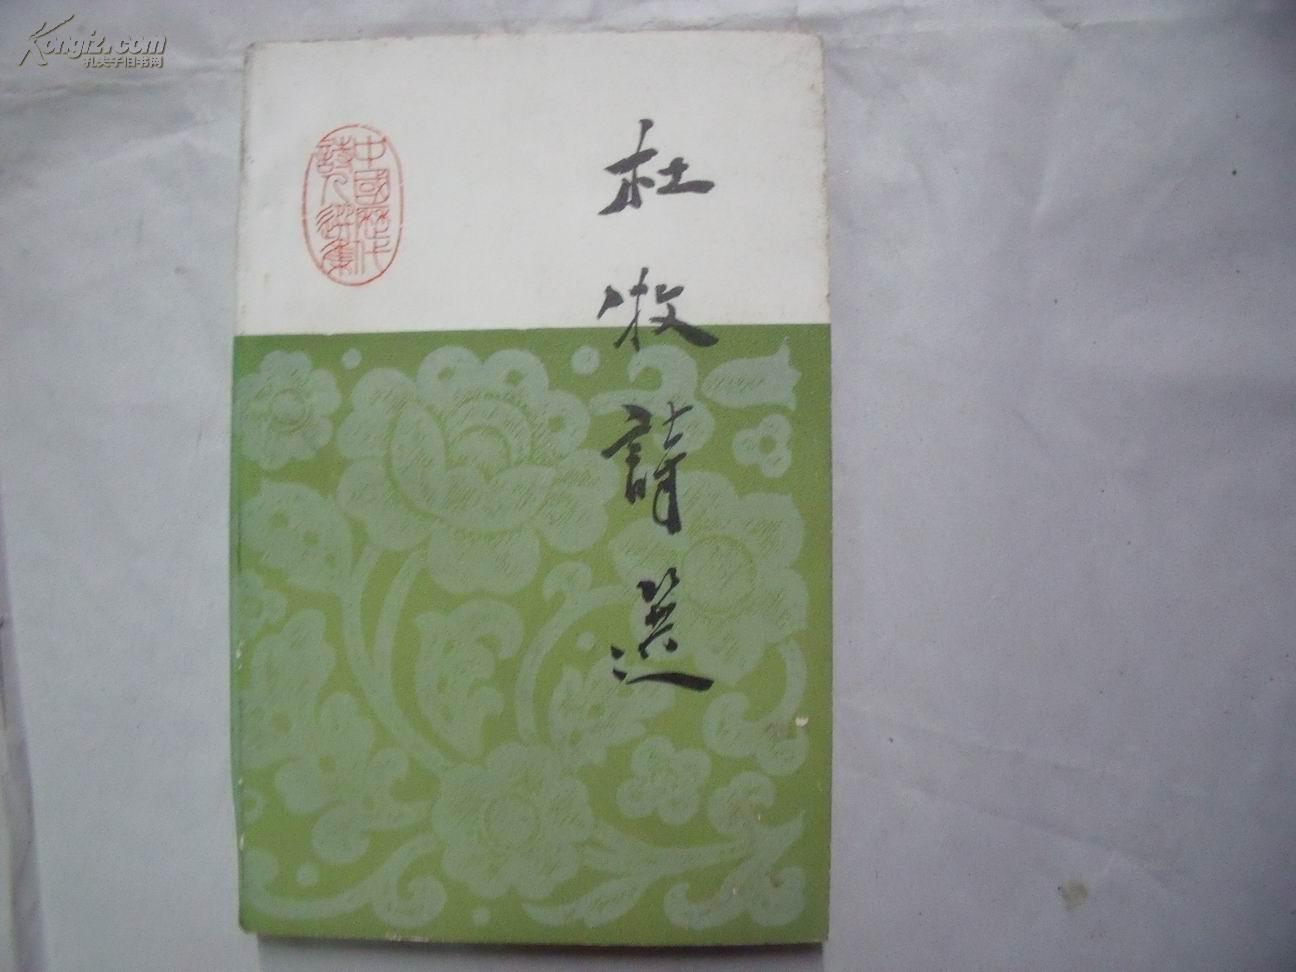 Kongfz.com
孔夫子旧书网
中國歷代
詩人選集
杜牧詩選